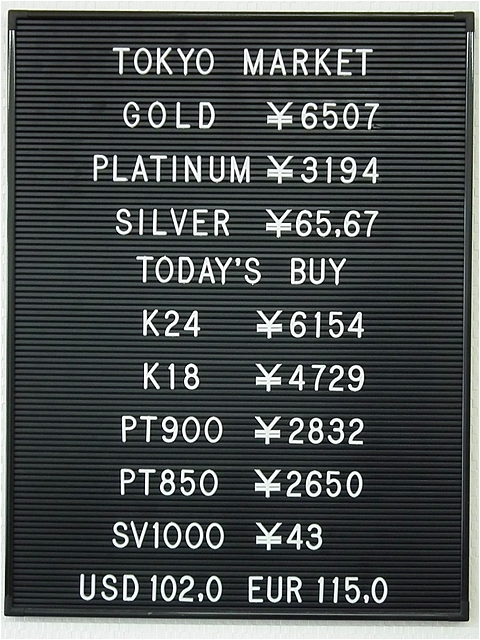 TOKYO MARKET
GOLD ¥6507
PLATINUM ¥3194
SILVER ¥65.67
TODAY'S BUY
K24 ¥6154
K18 ¥4729
PT900 ¥2832
PT850 ¥2650
SV1000 ¥43
USD 102.0 EUR 115.0